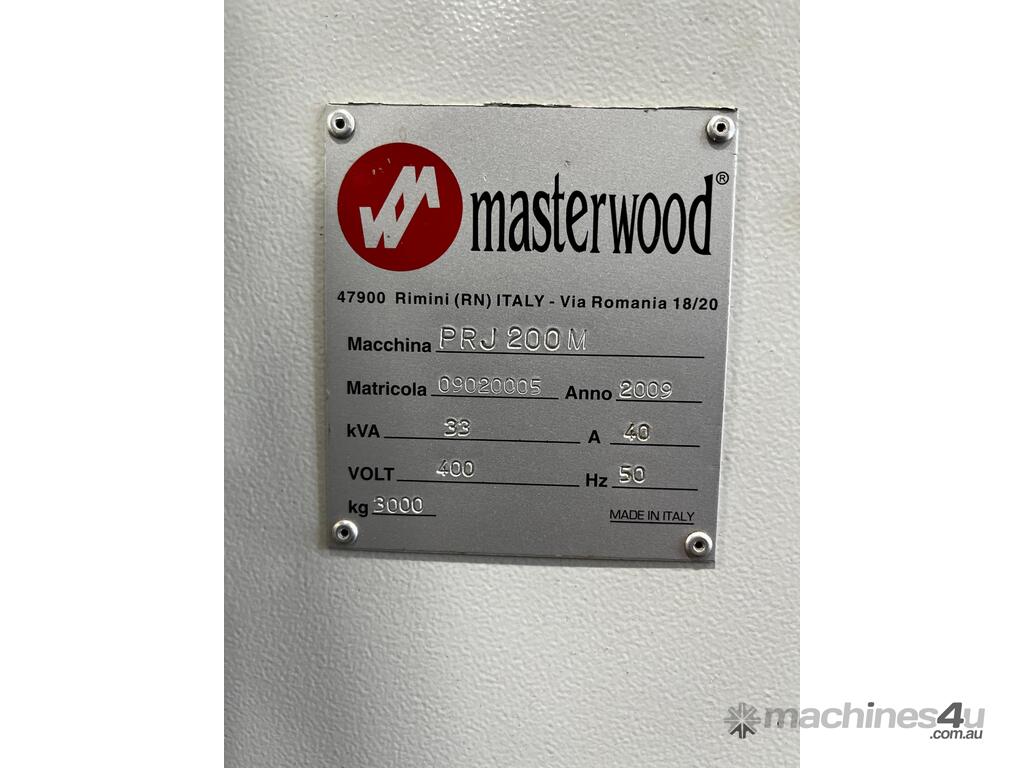 masterwood®
47900 Rimini (RN) ITALY - Via Romania 18/20
Macchina PRJ 200 M
Matricola 09020005 Anno 2009
kVA 33 A 40
VOLT 400 Hz 50
kg 3000
MADE IN ITALY
machines4u
.com.au